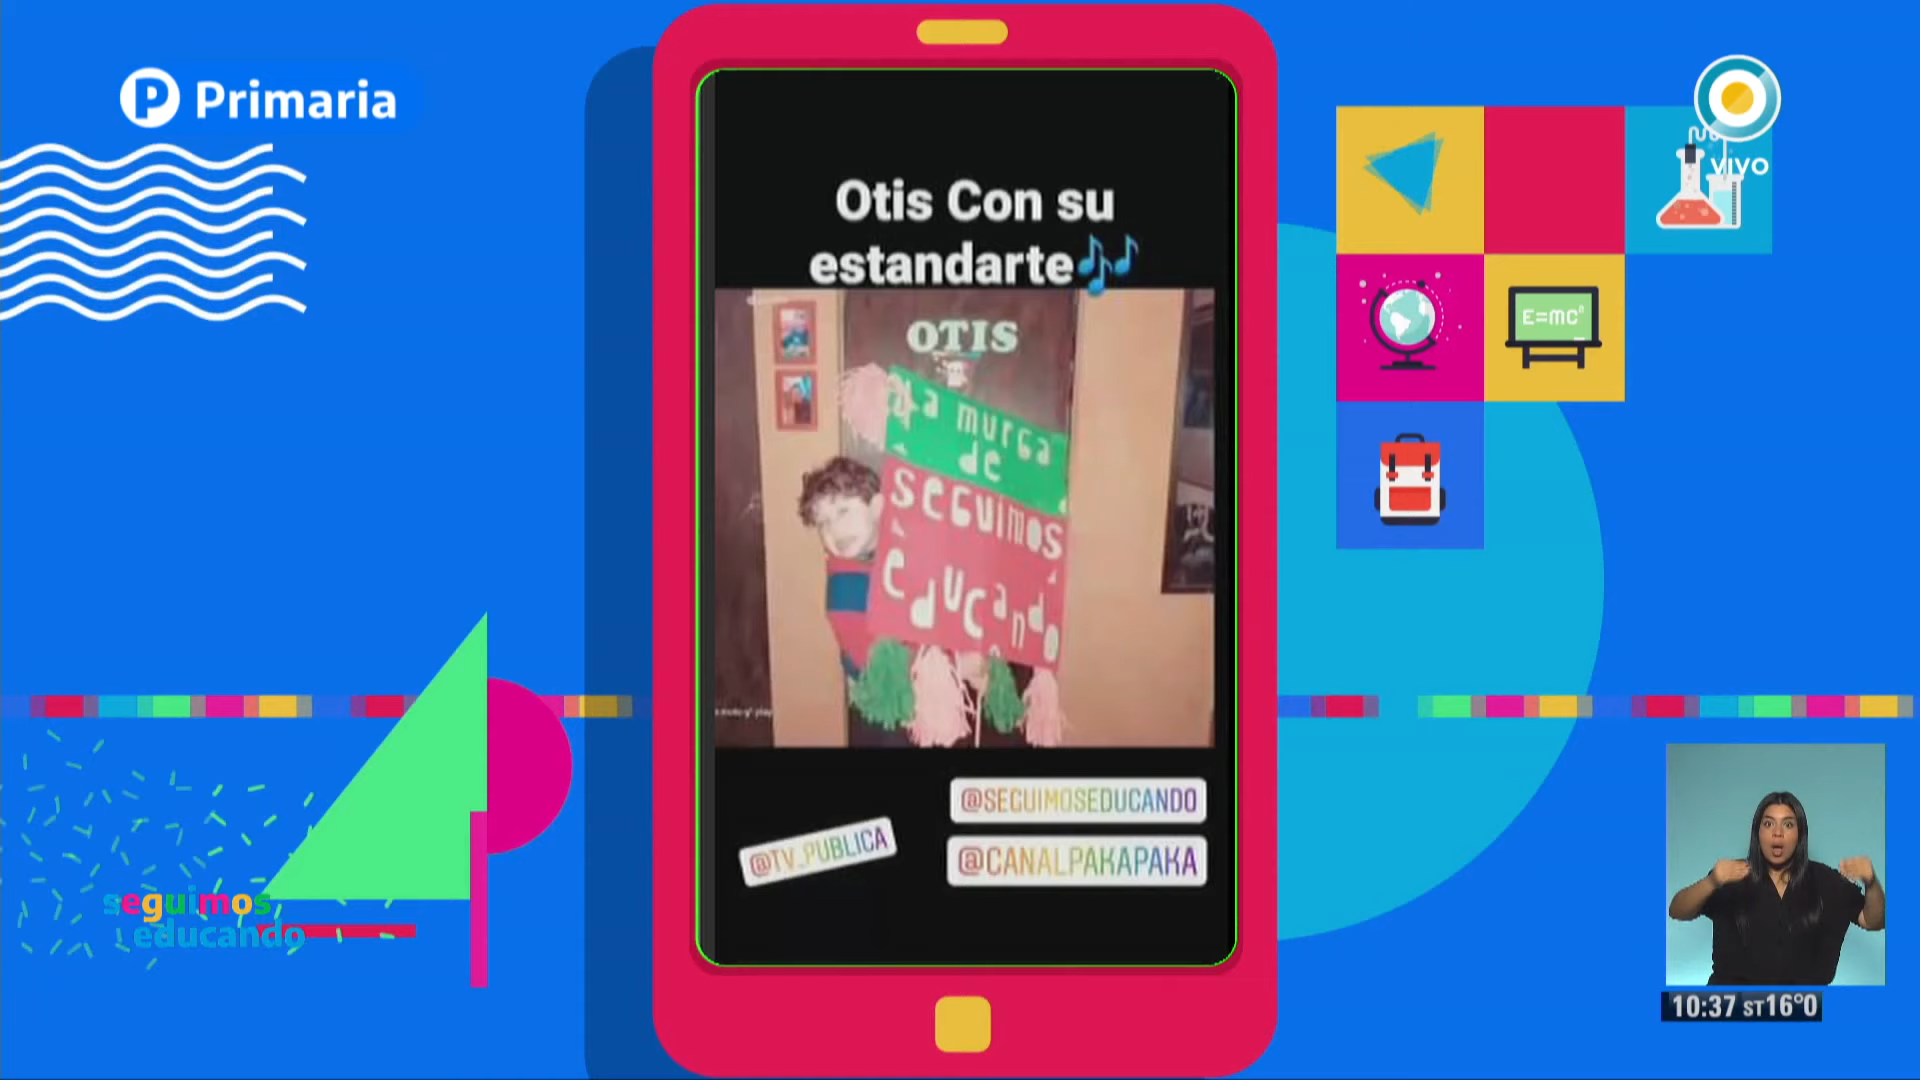 Primaria
VIVO
Otis Con su
estandarte🎶
OTIS
La murga
de
seguimos
educando
E=mc²
@SEGUIMOSEDUCANDO
@TV_PUBLICA
@CANALPAKAPAKA
seguimos
educando
10:37 ST16°0